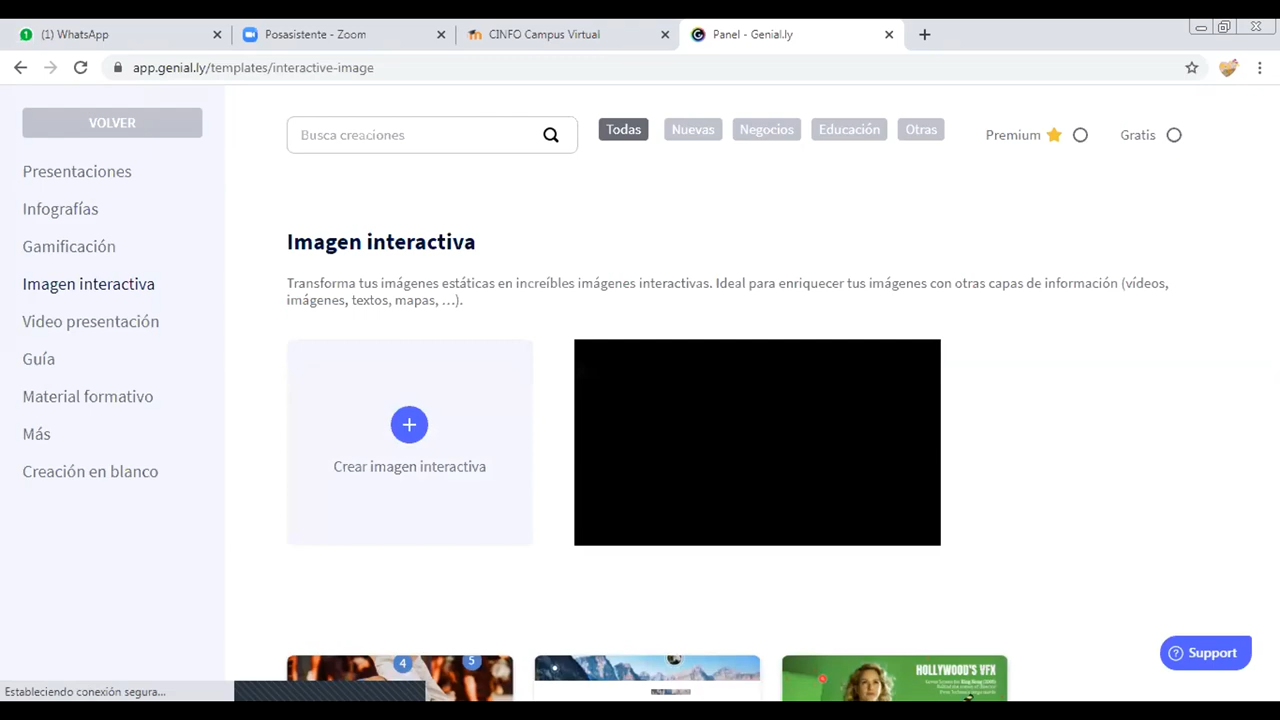 (1) WhatsApp
Posasistente - Zoom
CINFO Campus Virtual
Panel - Genial.ly
app.genial.ly/templates/interactive-image
VOLVER
Presentaciones
Infografías
Gamificación
Imagen interactiva
Video presentación
Guía
Material formativo
Más
Creación en blanco
Busca creaciones
Todas
Nuevas
Negocios
Educación
Otras
Premium
Gratis
Imagen interactiva
Transforma tus imágenes estáticas en increíbles imágenes interactivas. Ideal para enriquecer tus imágenes con otras capas de información (vídeos,
imágenes, textos, mapas, …).
Crear imagen interactiva
4
5
HOLLYWOOD'S VFX
Support
Estableciendo conexión segura...